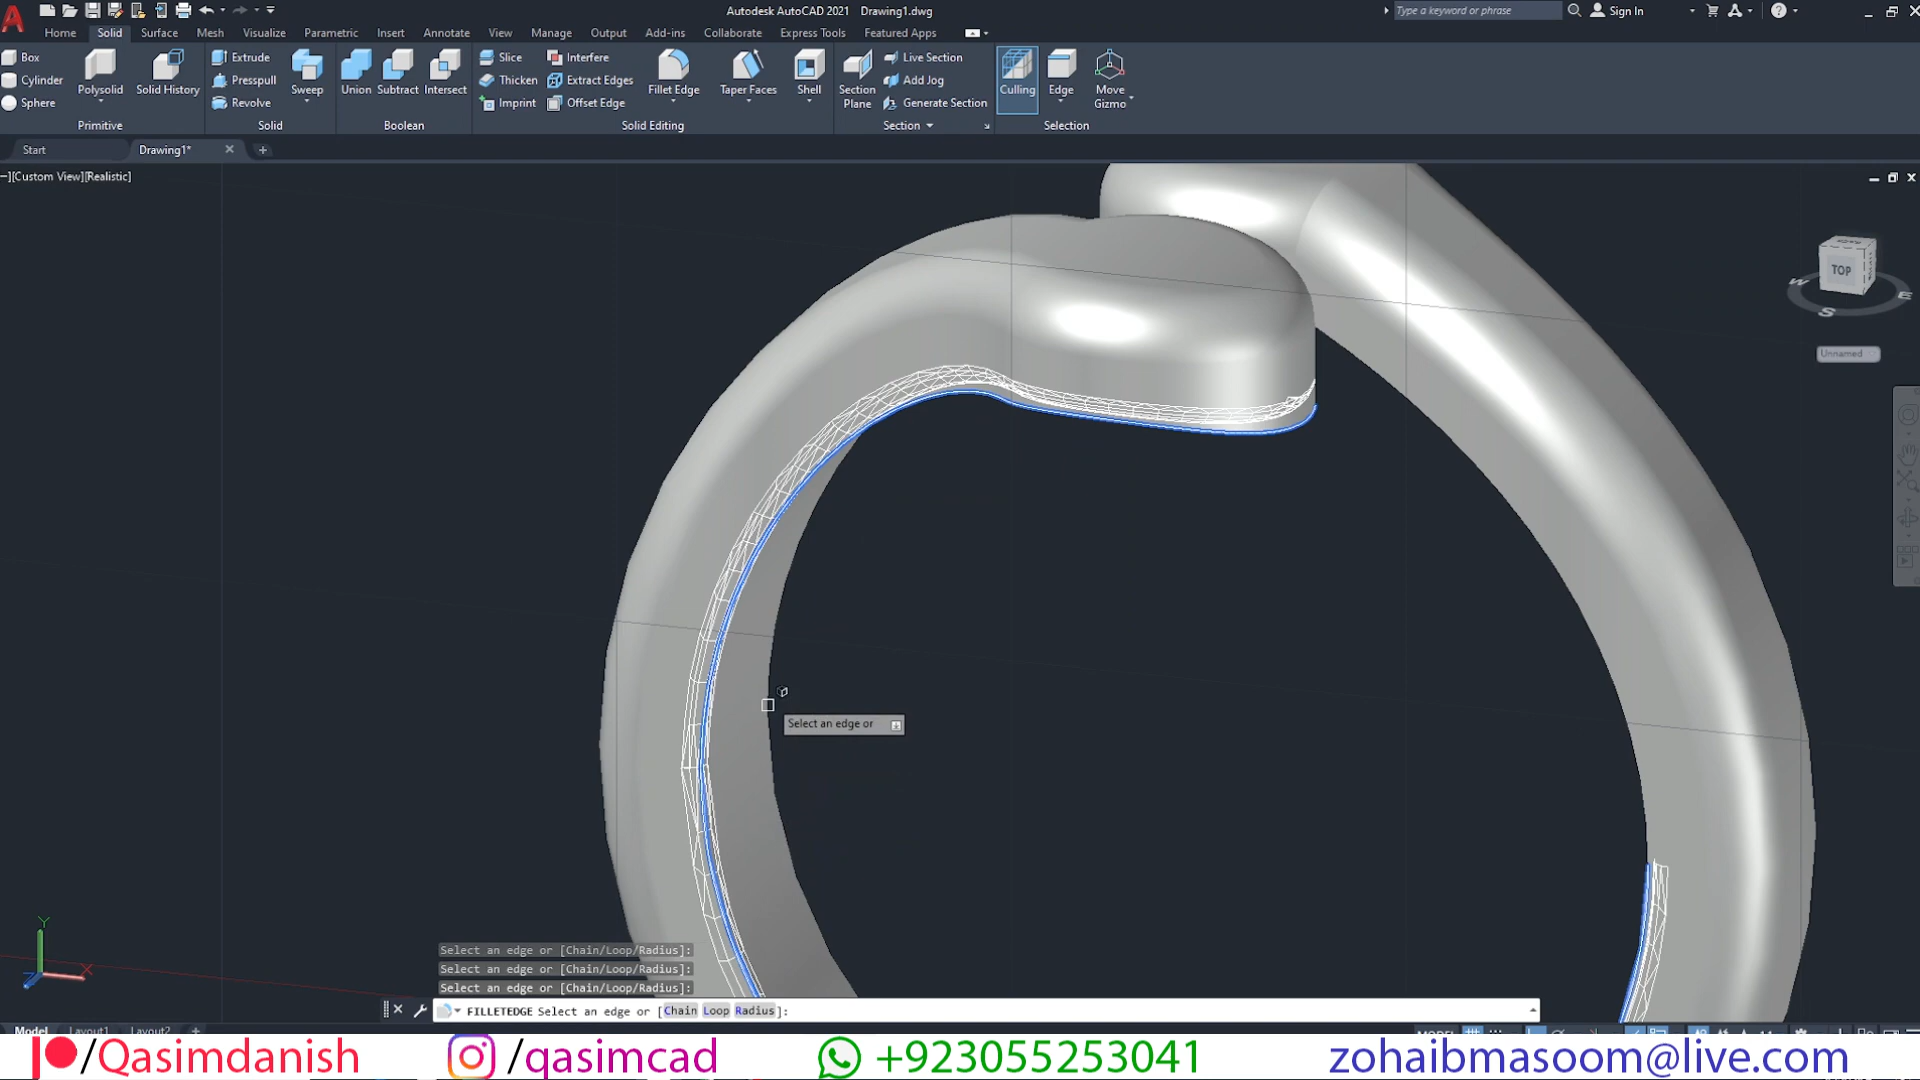 Autodesk AutoCAD 2021 Drawing1.dwg
Type a keyword or phrase
Sign In
Home Solid Surface Mesh Visualize Parametric Insert Annotate View Manage Output Add-ins Collaborate Express Tools Featured Apps
Box
Cylinder
Sphere
Polysolid
Solid History
Primitive
Extrude
Presspull
Revolve
Sweep
Solid
Union Subtract Intersect
Boolean
Slice
Thicken
Imprint
Interfere
Extract Edges
Offset Edge
Fillet Edge
Taper Faces
Shell
Solid Editing
Section Plane
Live Section
Add Jog
Generate Section
Section
Culling
Edge
Move Gizmo
Selection
Start
Drawing1*
−][Custom View][Realistic]
TOP
W
S
E
Unnamed
Select an edge or
Y
X
Select an edge or [Chain/Loop/Radius]:
Select an edge or [Chain/Loop/Radius]:
Select an edge or [Chain/Loop/Radius]:
FILLETEDGE Select an edge or [Chain Loop Radius]:
Model Layout1 Layout2 +
MODEL
/Qasimdanish /qasimcad +923055253041 zohaibmasoom@live.com